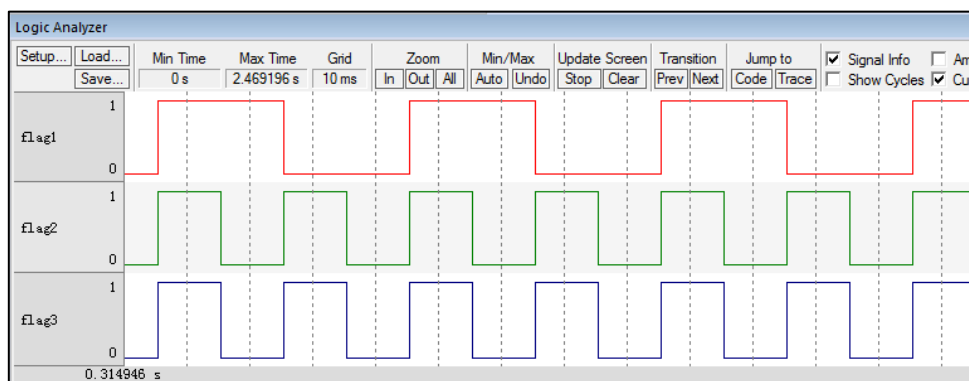 Logic Analyzer
Setup... Load... Min Time Max Time Grid Zoom Min/Max Update Screen Transition Jump to Signal Info
Save... 0 s 2.469196 s 10 ms In Out All Auto Undo Stop Clear Prev Next Code Trace Show Cycles
1
flag1
0
1
flag2
0
1
flag3
0
0.314946 s